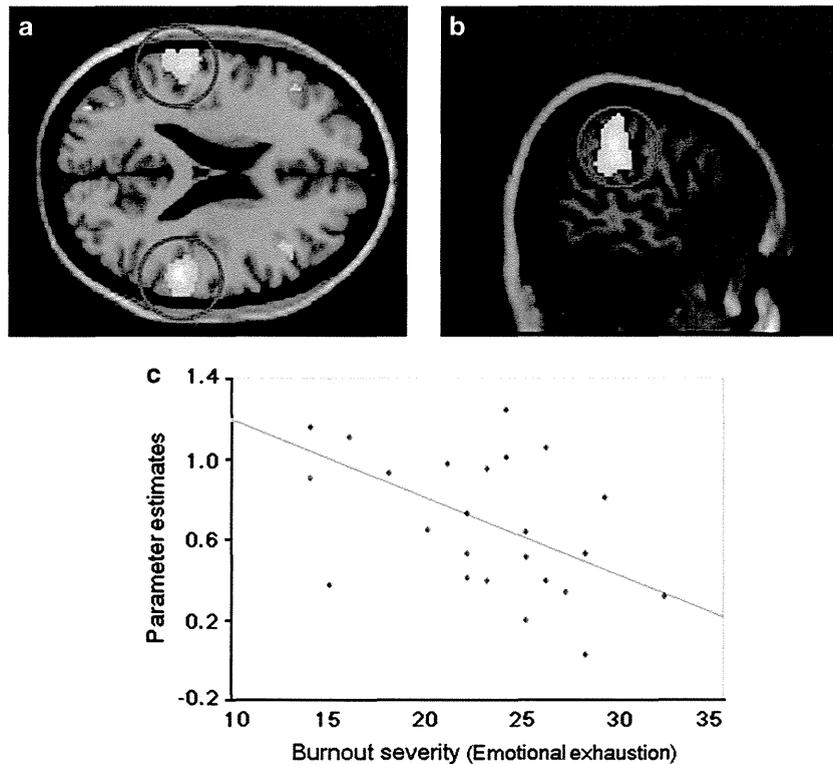 a
b
c
1.4
1.0
0.6
0.2
-0.2
Parameter estimates
10 15 20 25 30 35
Burnout severity (Emotional exhaustion)